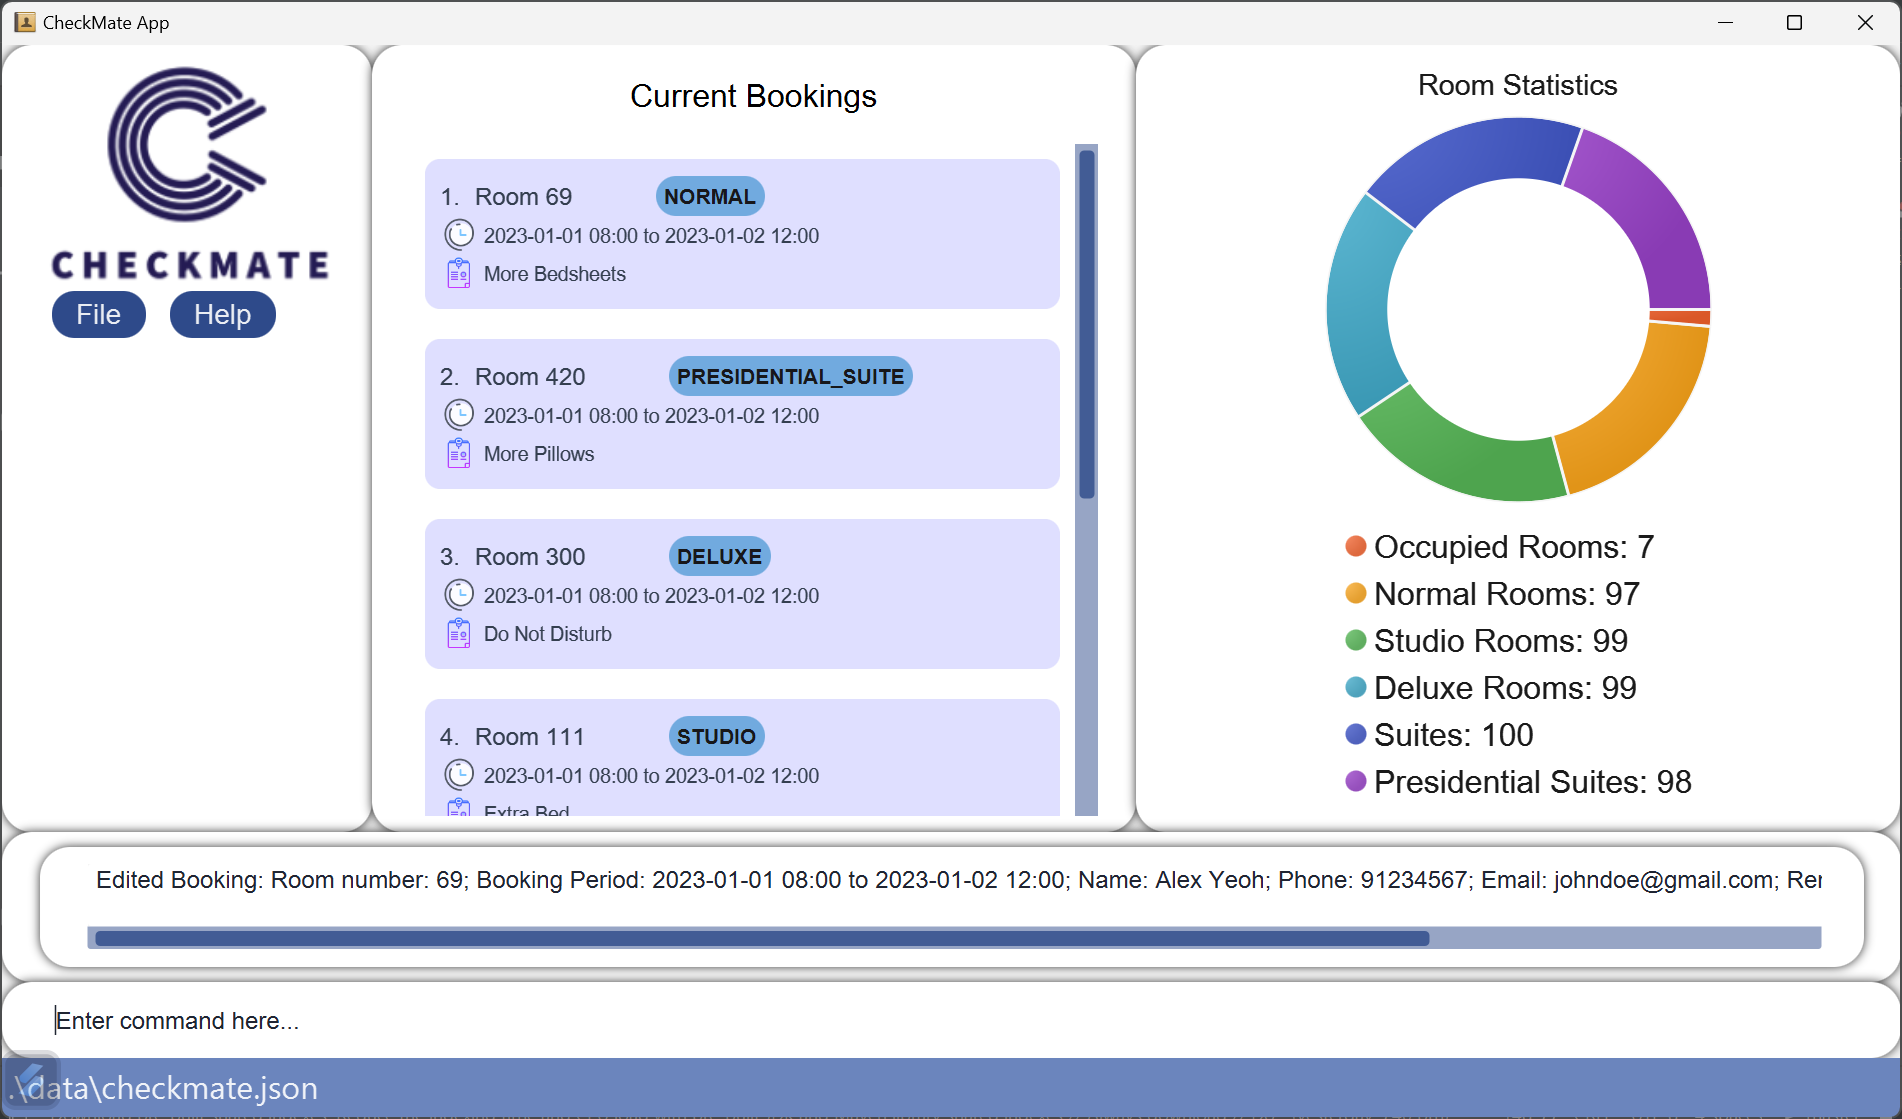 CheckMate App
CHECKMATE
File Help
Current Bookings
1. Room 69 NORMAL
2023-01-01 08:00 to 2023-01-02 12:00
More Bedsheets
2. Room 420 PRESIDENTIAL_SUITE
2023-01-01 08:00 to 2023-01-02 12:00
More Pillows
3. Room 300 DELUXE
2023-01-01 08:00 to 2023-01-02 12:00
Do Not Disturb
4. Room 111 STUDIO
2023-01-01 08:00 to 2023-01-02 12:00
Extra Bed
Room Statistics
Occupied Rooms: 7
Normal Rooms: 97
Studio Rooms: 99
Deluxe Rooms: 99
Suites: 100
Presidential Suites: 98
Edited Booking: Room number: 69; Booking Period: 2023-01-01 08:00 to 2023-01-02 12:00; Name: Alex Yeoh; Phone: 91234567; Email: johndoe@gmail.com;
Enter command here...
.\data\checkmate.json